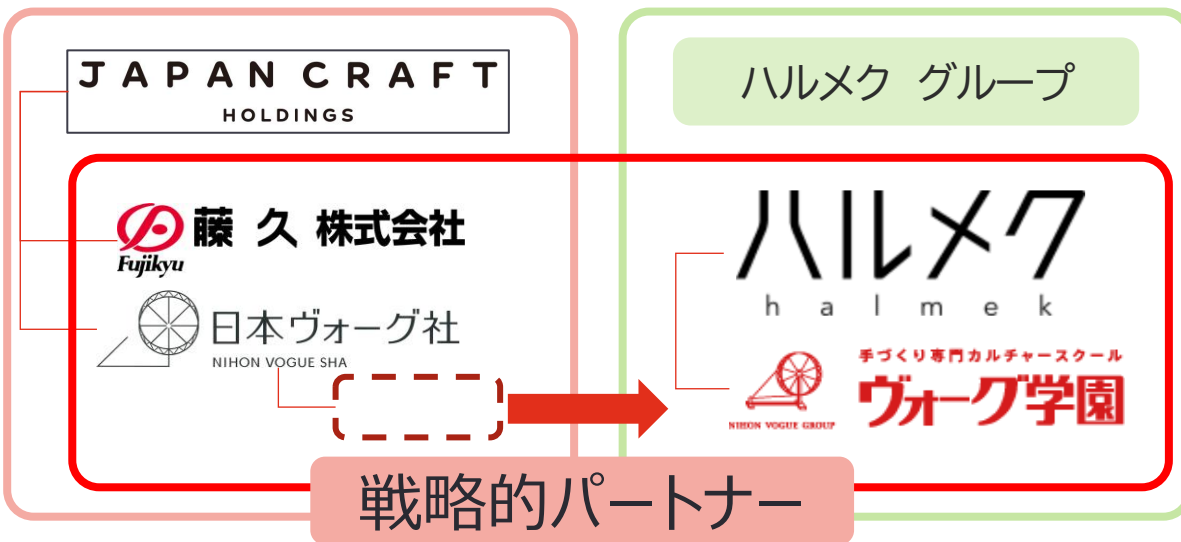 JAPAN CRAFT
HOLDINGS
藤久株式会社
Fujikyu
日本ヴォーグ社
NIHON VOGUE SHA
ハルメク グループ
ハルメク
halmek
手づくり専門カルチャースクール
ヴォーグ学園
NIHON VOGUE GROUP
戦略的パートナー